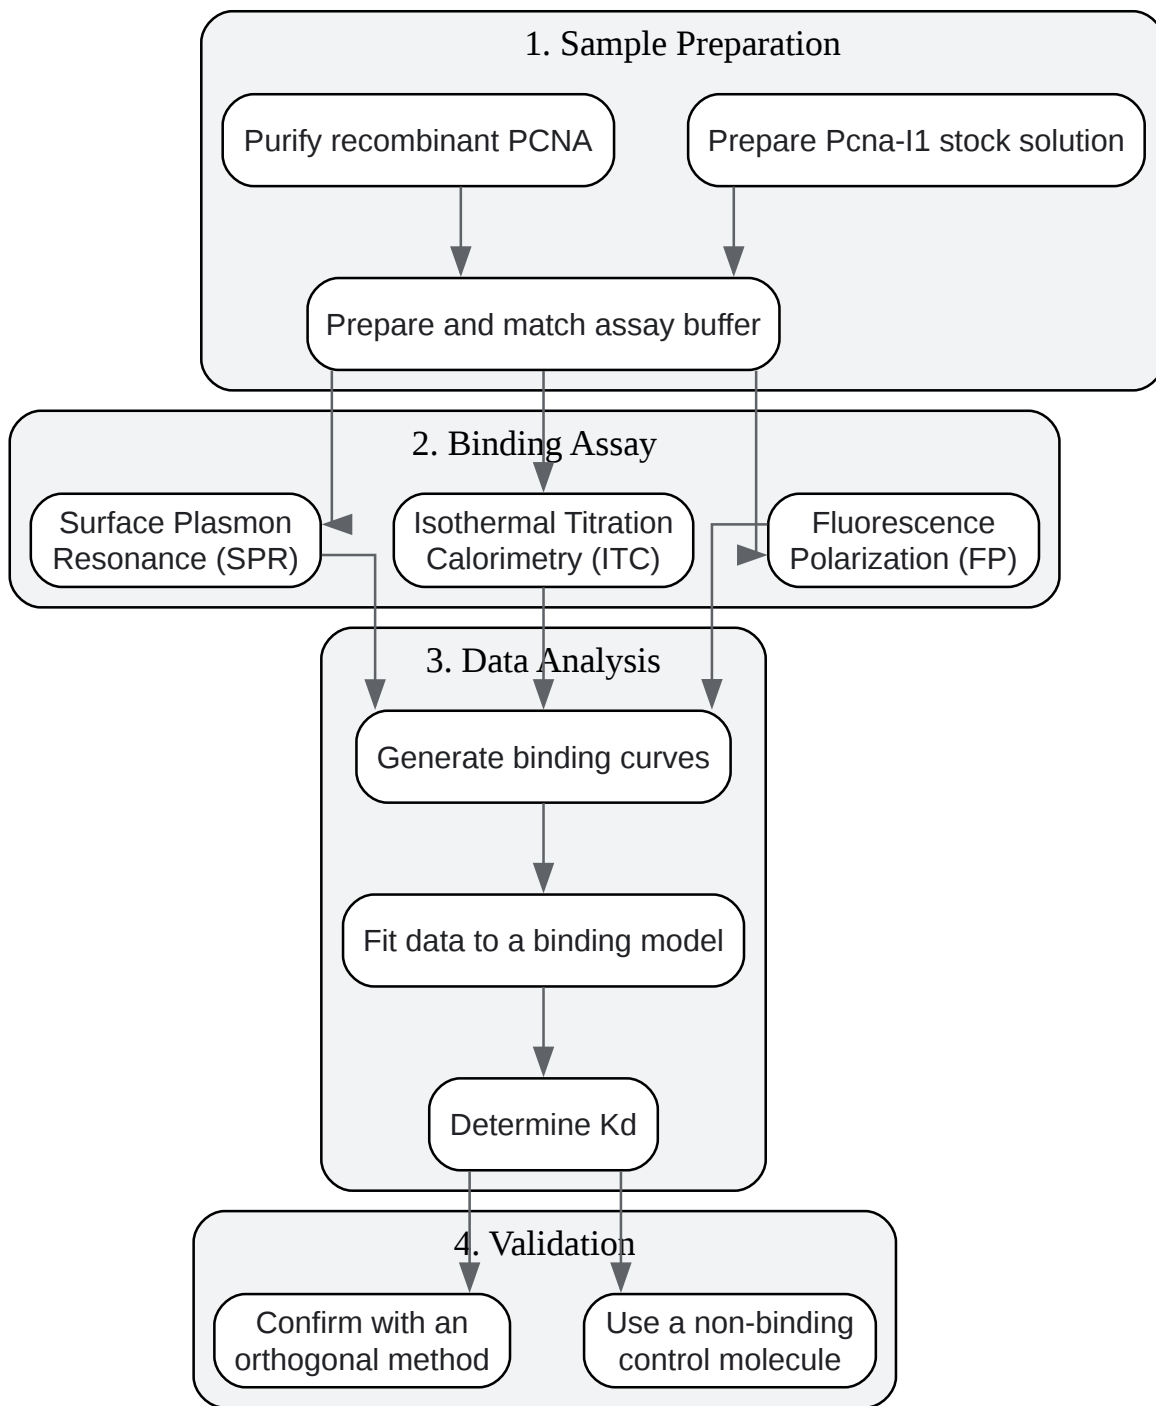 1. Sample Preparation
Purify recombinant PCNA
Prepare Pcna-I1 stock solution
Prepare and match assay buffer
2. Binding Assay
Surface Plasmon
Resonance (SPR)
Isothermal Titration
Calorimetry (ITC)
Fluorescence
Polarization (FP)
3. Data Analysis
Generate binding curves
Fit data to a binding model
Determine Kd
4. Validation
Confirm with an
orthogonal method
Use a non-binding
control molecule